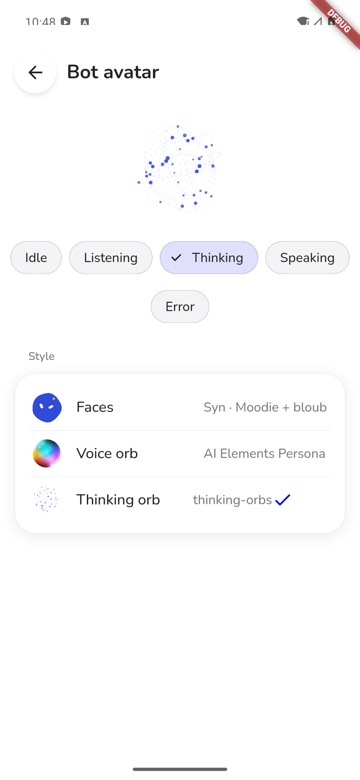 10:48
DEBUG
Bot avatar
Idle
Listening
Thinking
Speaking
Error
Style
Faces
Syn · Moodie + bloub
Voice orb
AI Elements Persona
Thinking orb
thinking-orbs